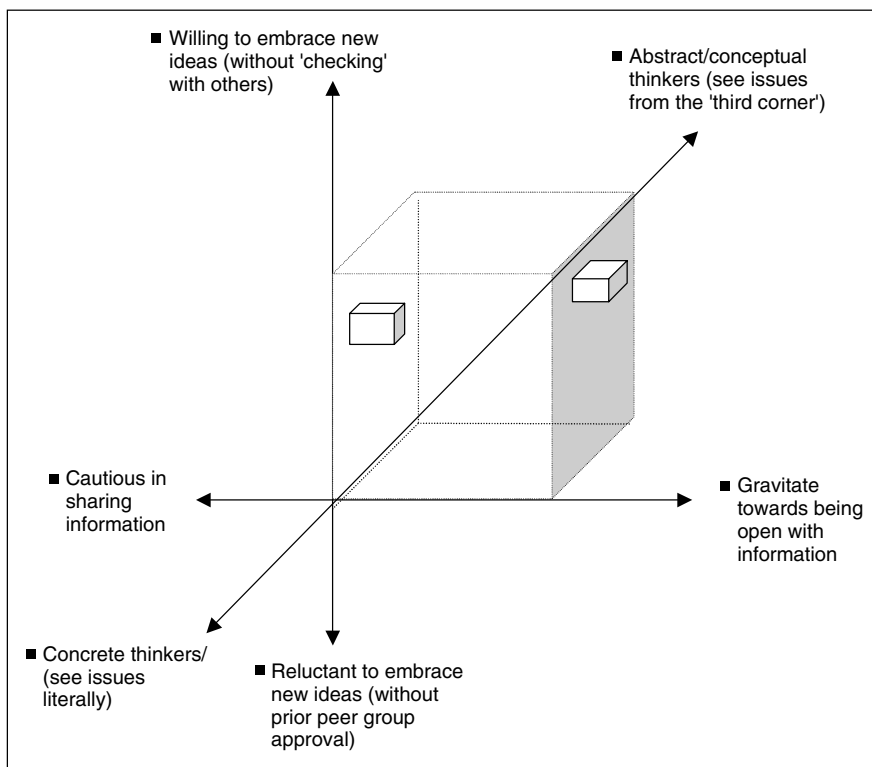 ■ Willing to embrace new
ideas (without 'checking'
with others)
■ Abstract/conceptual
thinkers (see issues
from the 'third corner')
■ Cautious in
sharing
information
■ Gravitate
towards being
open with
information
■ Concrete thinkers/
(see issues
literally)
■ Reluctant to embrace
new ideas (without
prior peer group
approval)